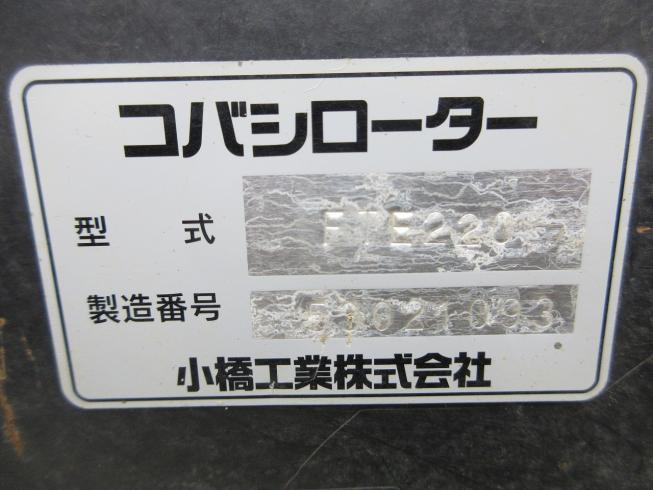 コバシローター
型式
製造番号
小橋工業株式会社